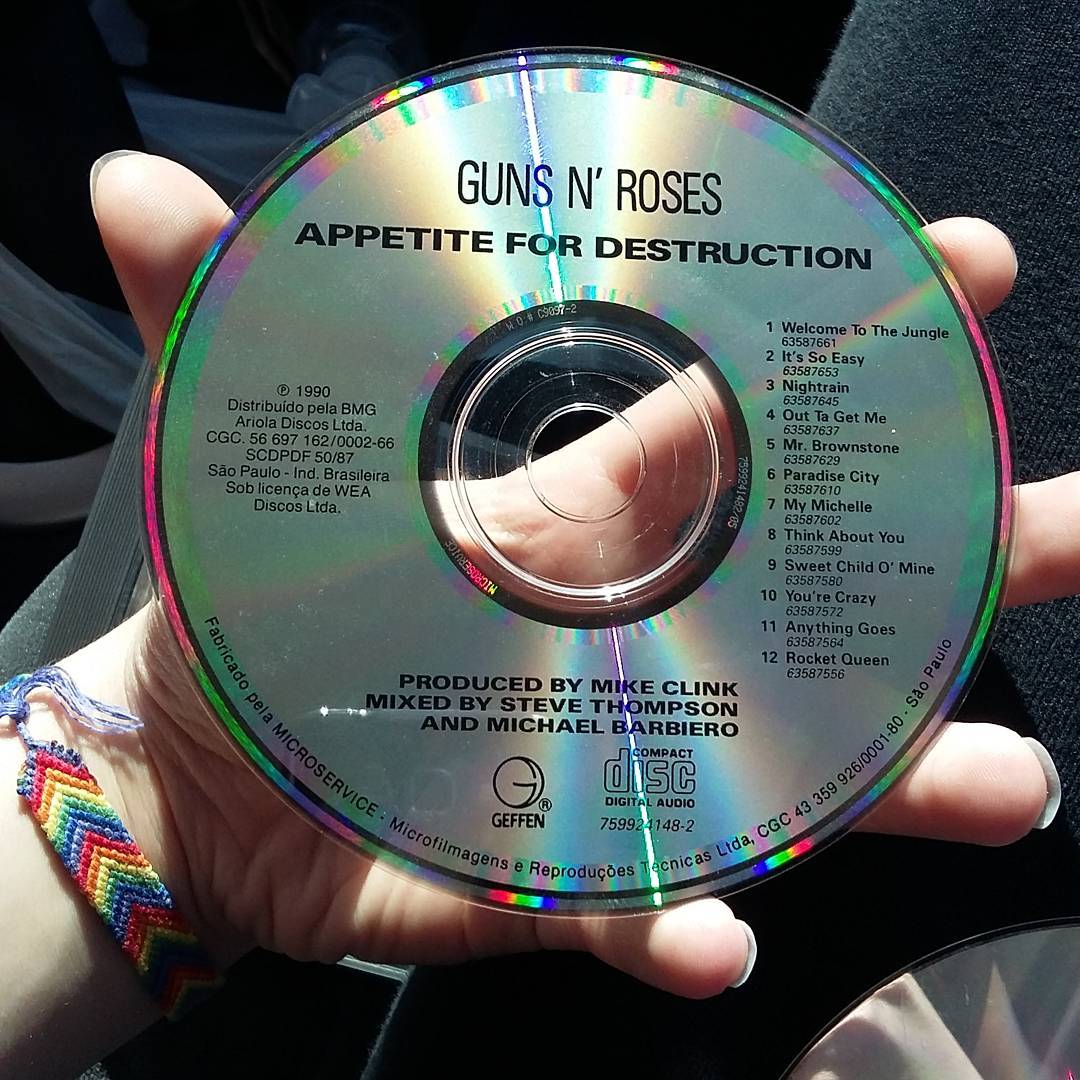 GUNS N' ROSES
APPETITE FOR DESTRUCTION
W.O.# C9097-2
℗ 1990
Distribuído pela BMG
Ariola Discos Ltda.
CGC. 56 697 162/0002-66
SCDPDF 50/87
São Paulo - Ind. Brasileira
Sob licença de WEA
Discos Ltda.
1 Welcome To The Jungle
63587661
2 It's So Easy
63587653
3 Nightrain
63587645
4 Out Ta Get Me
63587637
5 Mr. Brownstone
63587629
6 Paradise City
63587610
7 My Michelle
63587602
8 Think About You
63587599
9 Sweet Child O' Mine
63587580
10 You're Crazy
63587572
11 Anything Goes
63587564
12 Rocket Queen
63587556
7599241482/05
MICROSERVICE
PRODUCED BY MIKE CLINK
MIXED BY STEVE THOMPSON
AND MICHAEL BARBIERO
GEFFEN ®
COMPACT
disc
DIGITAL AUDIO
759924148-2
Fabricado pela MICROSERVICE - Microfilmagens e Reproduções Técnicas Ltda, CGC 43 359 926/0001-80 - São Paulo